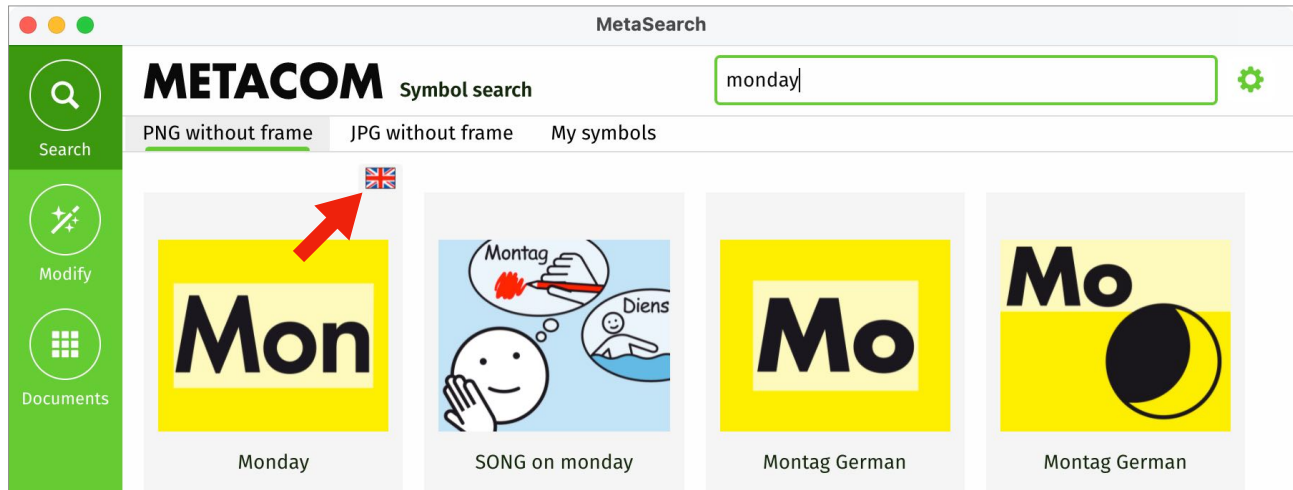 MetaSearch
METACOM Symbol search
monday
Search
PNG without frame JPG without frame My symbols
Modify
Documents
Mon
Montag
Diens
Mo
Mo
Monday
SONG on monday
Montag German
Montag German